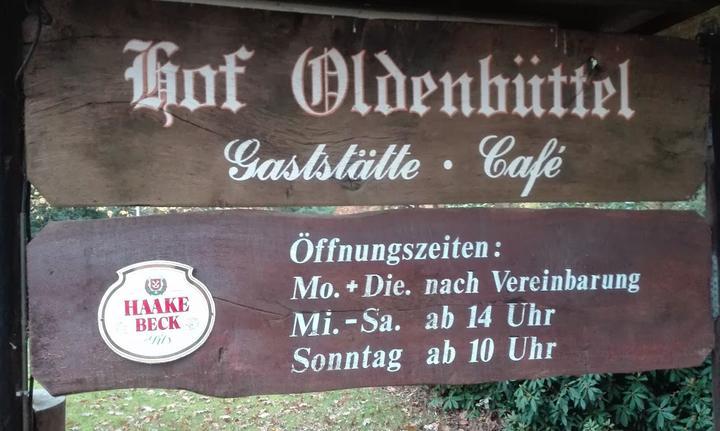 Hof Oldenbüttel
Gaststätte · Café
Öffnungszeiten:
Mo. + Die. nach Vereinbarung
Mi. - Sa. ab 14 Uhr
Sonntag ab 10 Uhr
HAAKE
BECK
Pils